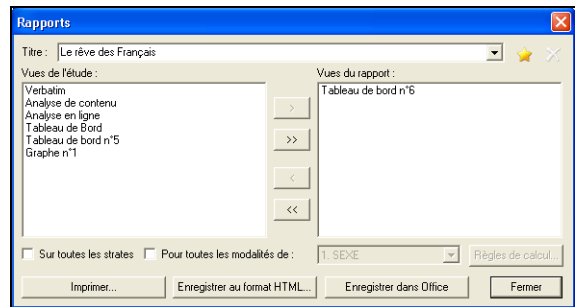 Rapports
Titre : Le rêve des Français
Vues de l'étude :
Vues du rapport :
Verbatim
Analyse de contenu
Analyse en ligne
Tableau de Bord
Tableau de bord n°5
Graphe n°1
>
>>
<
<<
Tableau de bord n°6
Sur toutes les strates Pour toutes les modalités de : 1. SEXE Règles de calcul...
Imprimer... Enregistrer au format HTML... Enregistrer dans Office Fermer